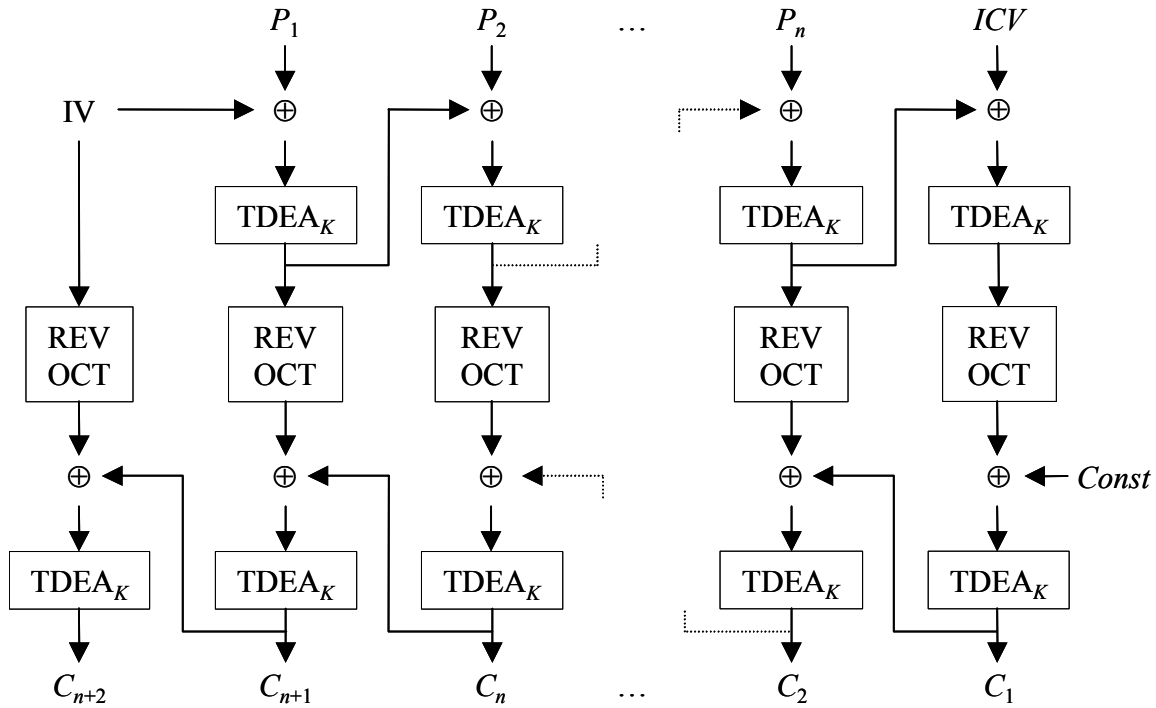 P1 P2 … Pn ICV
IV ⊕ ⊕ ⊕ ⊕
TDEAK TDEAK TDEAK TDEAK
REV REV REV REV REV
OCT OCT OCT OCT OCT
⊕ ⊕ ⊕ ⊕ ⊕ Const
TDEAK TDEAK TDEAK TDEAK TDEAK
Cn+2 Cn+1 Cn … C2 C1